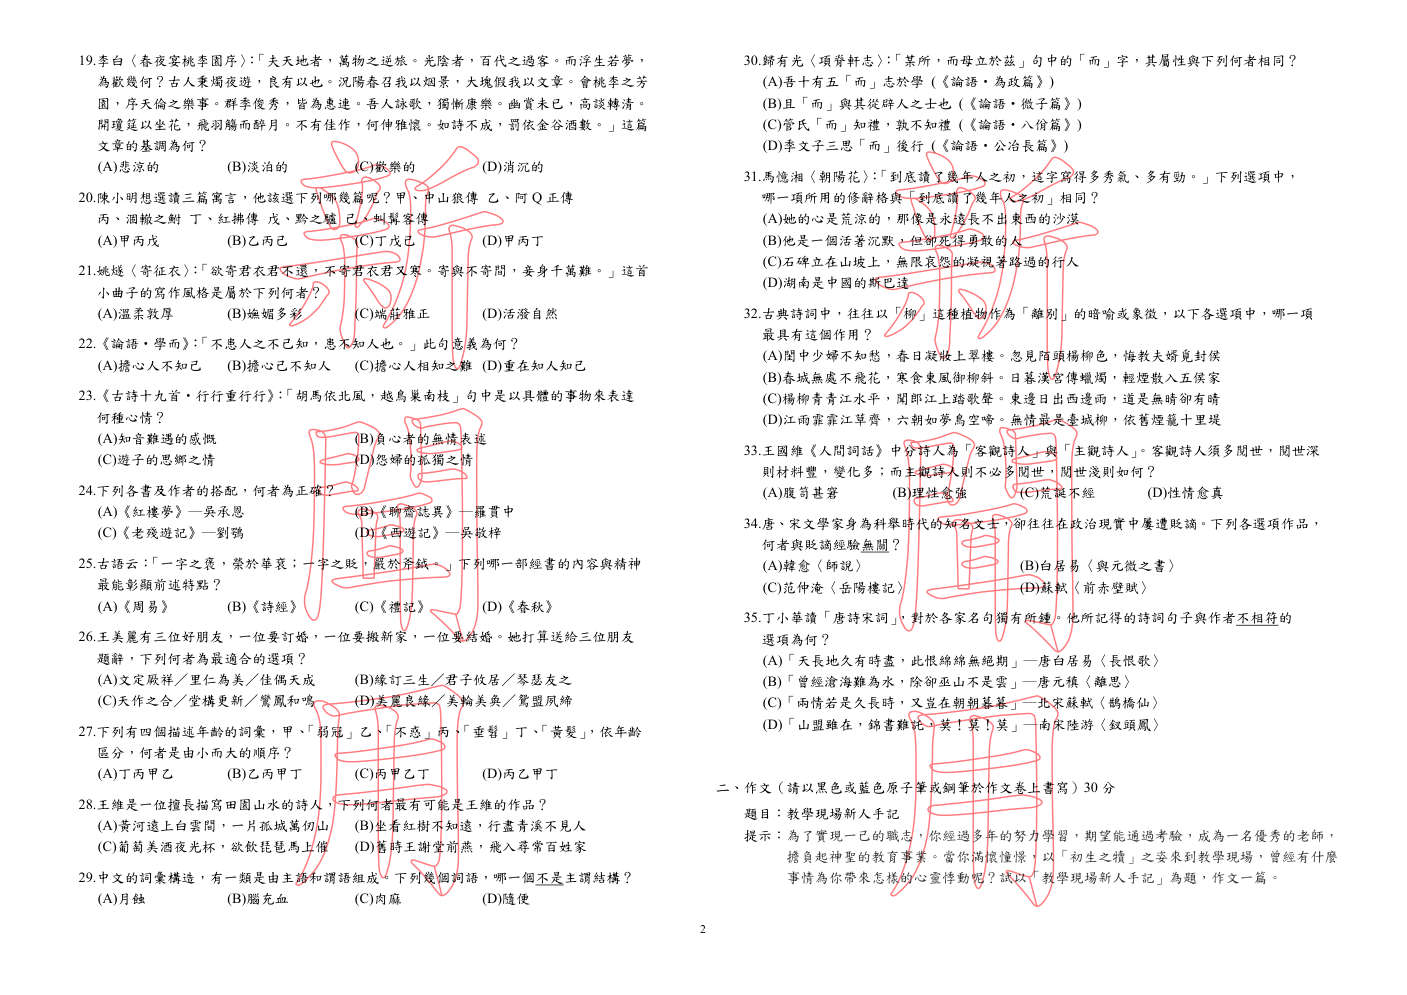 19.李白〈春夜宴桃李園序〉：「夫天地者，萬物之逆旅。光陰者，百代之過客。而浮生若夢，
為歡幾何？古人秉燭夜遊，良有以也。況陽春召我以烟景，大塊假我以文章。會桃李之芳
園，序天倫之樂事。群季俊秀，皆為惠連。吾人詠歌，獨慚康樂。幽賞未已，高談轉清。
開瓊筵以坐花，飛羽觴而醉月。不有佳作，何伸雅懷。如詩不成，罰依金谷酒數。」這篇
文章的基調為何？
(A)悲涼的 (B)淡泊的 (C)歡樂的 (D)消沉的
20.陳小明想選讀三篇寓言，他該選下列哪幾篇呢？甲、中山狼傳 乙、阿 Q 正傳
丙、涸轍之鮒 丁、紅拂傳 戊、黔之驢 己、虬髯客傳
(A)甲丙戊 (B)乙丙己 (C)丁戊己 (D)甲丙丁
21.姚燧〈寄征衣〉：「欲寄君衣君不還，不寄君衣君又寒。寄與不寄間，妾身千萬難。」這首
小曲子的寫作風格是屬於下列何者？
(A)溫柔敦厚 (B)嫵媚多彩 (C)端莊雅正 (D)活潑自然
22.《論語‧學而》：「不患人之不己知，患不知人也。」此句意義為何？
(A)擔心人不知己 (B)擔心己不知人 (C)擔心人相知之難 (D)重在知人知己
23.《古詩十九首‧行行重行行》：「胡馬依北風，越鳥巢南枝」句中是以具體的事物來表達
何種心情？
(A)知音難遇的感慨 (B)負心者的無情表述
(C)遊子的思鄉之情 (D)怨婦的孤獨之情
24.下列各書及作者的搭配，何者為正確？
(A)《紅樓夢》─吳承恩 (B)《聊齋誌異》─羅貫中
(C)《老殘遊記》─劉鶚 (D)《西遊記》─吳敬梓
25.古語云：「一字之褒，榮於華袞；一字之貶，嚴於斧鉞。」下列哪一部經書的內容與精神
最能彰顯前述特點？
(A)《周易》 (B)《詩經》 (C)《禮記》 (D)《春秋》
26.王美麗有三位好朋友，一位要訂婚，一位要搬新家，一位要結婚。她打算送給三位朋友
題辭，下列何者為最適合的選項？
(A)文定厥祥／里仁為美／佳偶天成 (B)緣訂三生／君子攸居／琴瑟友之
(C)天作之合／堂構更新／鸞鳳和鳴 (D)美麗良緣／美輪美奐／鴛盟夙締
27.下列有四個描述年齡的詞彙，甲、「弱冠」乙、「不惑」丙、「垂髫」丁、「黃髮」，依年齡
區分，何者是由小而大的順序？
(A)丁丙甲乙 (B)乙丙甲丁 (C)丙甲乙丁 (D)丙乙甲丁
28.王維是一位擅長描寫田園山水的詩人，下列何者最有可能是王維的作品？
(A)黃河遠上白雲間，一片孤城萬仞山 (B)坐看紅樹不知遠，行盡青溪不見人
(C)葡萄美酒夜光杯，欲飲琵琶馬上催 (D)舊時王謝堂前燕，飛入尋常百姓家
29.中文的詞彙構造，有一類是由主語和謂語組成。下列幾個詞語，哪一個不是主謂結構？
(A)月蝕 (B)腦充血 (C)肉麻 (D)隨便
30.歸有光〈項脊軒志〉：「某所，而母立於茲」句中的「而」字，其屬性與下列何者相同？
(A)吾十有五「而」志於學 (《論語‧為政篇》)
(B)且「而」與其從辟人之士也 (《論語‧微子篇》)
(C)管氏「而」知禮，孰不知禮 (《論語‧八佾篇》)
(D)季文子三思「而」後行 (《論語‧公冶長篇》)
31.馬憶湘〈朝陽花〉：「到底讀了幾年人之初，這字寫得多秀氣、多有勁。」下列選項中，
哪一項所用的修辭格與「到底讀了幾年人之初」相同？
(A)她的心是荒涼的，那像是永遠長不出東西的沙漠
(B)他是一個活著沉默，但卻死得勇敢的人
(C)石碑立在山坡上，無限哀怨的凝視著路過的行人
(D)湖南是中國的斯巴達
32.古典詩詞中，往往以「柳」這種植物作為「離別」的暗喻或象徵，以下各選項中，哪一項
最具有這個作用？
(A)閨中少婦不知愁，春日凝妝上翠樓。忽見陌頭楊柳色，悔教夫婿覓封侯
(B)春城無處不飛花，寒食東風御柳斜。日暮漢宮傳蠟燭，輕煙散入五侯家
(C)楊柳青青江水平，聞郎江上踏歌聲。東邊日出西邊雨，道是無晴卻有晴
(D)江雨霏霏江草齊，六朝如夢鳥空啼。無情最是臺城柳，依舊煙籠十里堤
33.王國維《人間詞話》中分詩人為「客觀詩人」與「主觀詩人」。客觀詩人須多閱世，閱世深
則材料豐，變化多；而主觀詩人則不必多閱世，閱世淺則如何？
(A)腹笥甚窘 (B)理性愈強 (C)荒誕不經 (D)性情愈真
34.唐、宋文學家身為科舉時代的知名文士，卻往往在政治現實中屢遭貶謫。下列各選項作品，
何者與貶謫經驗無關？
(A)韓愈〈師說〉 (B)白居易〈與元微之書〉
(C)范仲淹〈岳陽樓記〉 (D)蘇軾〈前赤壁賦〉
35.丁小華讀「唐詩宋詞」，對於各家名句獨有所鍾。他所記得的詩詞句子與作者不相符的
選項為何？
(A)「天長地久有時盡，此恨綿綿無絕期」─唐白居易〈長恨歌〉
(B)「曾經滄海難為水，除卻巫山不是雲」─唐元稹〈離思〉
(C)「兩情若是久長時，又豈在朝朝暮暮」─北宋蘇軾〈鵲橋仙〉
(D)「山盟雖在，錦書難託，莫！莫！莫」─南宋陸游〈釵頭鳳〉
二、作文（請以黑色或藍色原子筆或鋼筆於作文卷上書寫）30 分
題目：教學現場新人手記
提示：為了實現一己的職志，你經過多年的努力學習，期望能通過考驗，成為一名優秀的老師，
擔負起神聖的教育事業。當你滿懷憧憬，以「初生之犢」之姿來到教學現場，曾經有什麼
事情為你帶來怎樣的心靈悸動呢？試以「教學現場新人手記」為題，作文一篇。
2
新聞用
新聞用